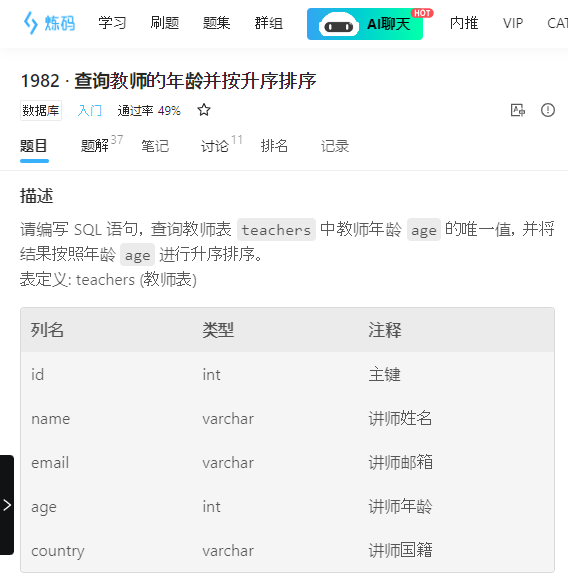 炼码 学习 刷题 题集 群组 AI聊天 HOT 内推 VIP CAT
1982 · 查询教师的年龄并按升序排序
数据库 入门 通过率 49%
题目 题解 37 笔记 讨论 11 排名 记录
描述
请编写 SQL 语句, 查询教师表 teachers 中教师年龄 age 的唯一值, 并将
结果按照年龄 age 进行升序排序。
表定义: teachers (教师表)
列名 类型 注释
id int 主键
name varchar 讲师姓名
email varchar 讲师邮箱
age int 讲师年龄
country varchar 讲师国籍